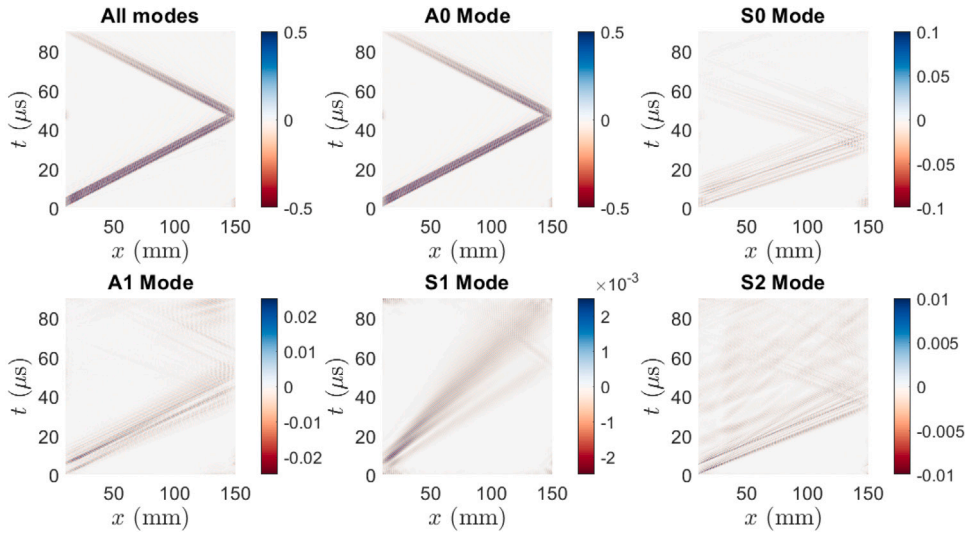 All modes
A0 Mode
S0 Mode
80
60
40
20
0
t (μs)
50 100 150
x (mm)
0.5
0
-0.5
80
60
40
20
0
t (μs)
50 100 150
x (mm)
0.5
0
-0.5
80
60
40
20
0
t (μs)
50 100 150
x (mm)
0.1
0.05
0
-0.05
-0.1
A1 Mode
S1 Mode
S2 Mode
80
60
40
20
0
t (μs)
50 100 150
x (mm)
0.02
0.01
0
-0.01
-0.02
80
60
40
20
0
t (μs)
50 100 150
x (mm)
×10⁻³
2
1
0
-1
-2
80
60
40
20
0
t (μs)
50 100 150
x (mm)
0.01
0.005
0
-0.005
-0.01